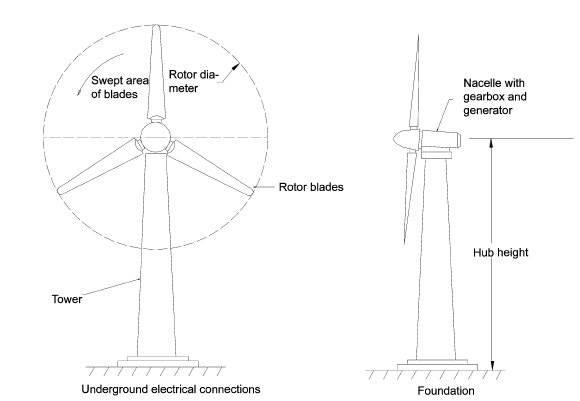 Swept area
of blades
Rotor dia-
meter
Rotor blades
Tower
Underground electrical connections
Nacelle with
gearbox and
generator
Hub height
Foundation